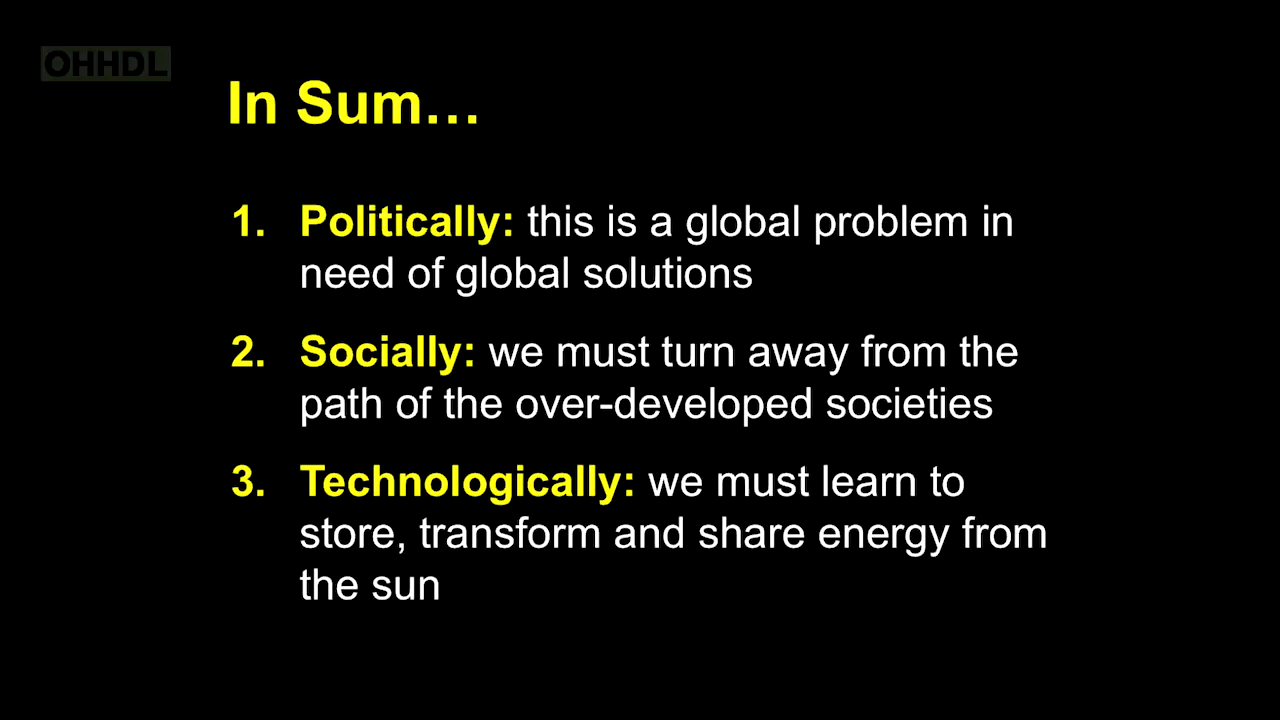 OHHDL
In Sum…
1. Politically: this is a global problem in
need of global solutions
2. Socially: we must turn away from the
path of the over-developed societies
3. Technologically: we must learn to
store, transform and share energy from
the sun